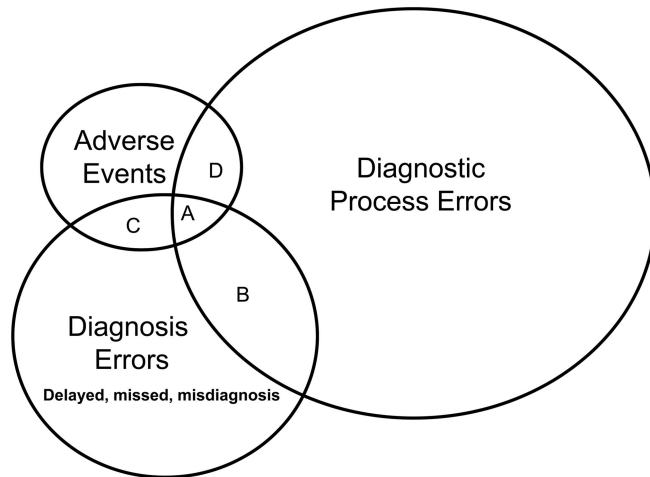 Adverse
Events
D
Diagnostic
Process Errors
A
C
B
Diagnosis
Errors
Delayed, missed, misdiagnosis